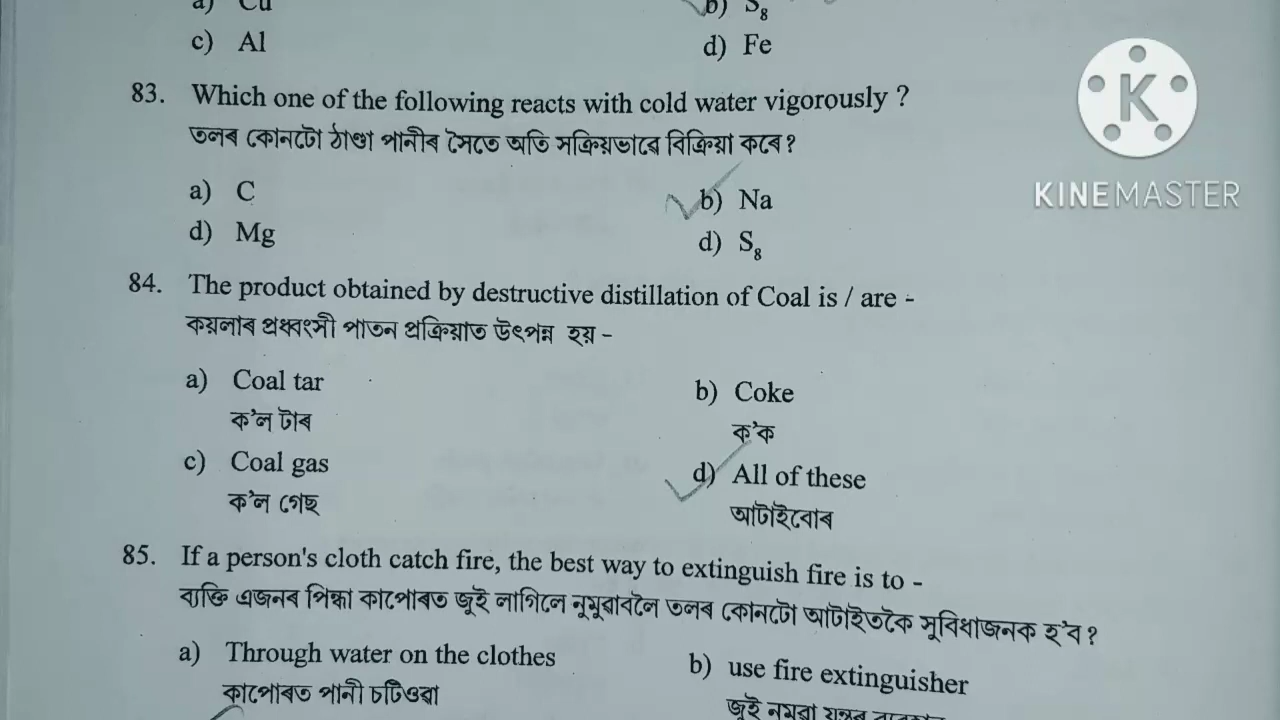 a) Cu
b) S₈
c) Al
d) Fe
83. Which one of the following reacts with cold water vigorously ?
তলৰ কোনটো ঠাণ্ডা পানীৰ সৈতে অতি সক্ৰিয়ভাৱে বিক্ৰিয়া কৰে ?
a) C
b) Na
d) Mg
d) S₈
84. The product obtained by destructive distillation of Coal is / are -
কয়লাৰ প্ৰধ্বংসী পাতন প্ৰক্ৰিয়াত উৎপন্ন হয় –
a) Coal tar
ক'ল টাৰ
b) Coke
ক'ক
c) Coal gas
ক'ল গেছ
d) All of these
আটাইবোৰ
85. If a person's cloth catch fire, the best way to extinguish fire is to -
ব্যক্তি এজনৰ পিন্ধা কাপোৰত জূই লাগিলে নুমূৱাবলৈ তলৰ কোনটো আটাইতকৈ সূবিধাজনক হ'ব ?
a) Through water on the clothes
কাপোৰত পানী চটিওৱা
b) use fire extinguisher
জূই
K
KINEMASTER